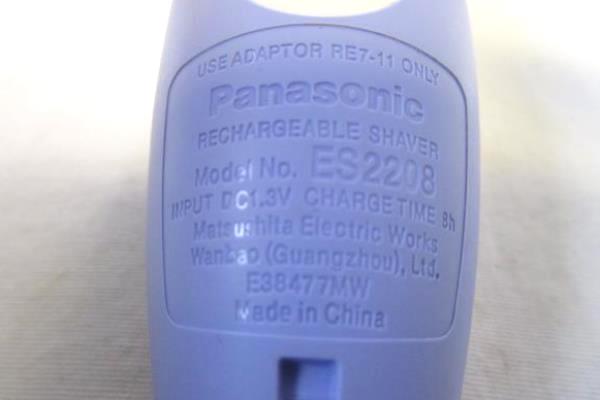 USE ADAPTOR RE7-11 ONLY
Panasonic
RECHARGEABLE SHAVER
Model No. ES2208
INPUT DC1.3V CHARGE TIME 8h
Matsushita Electric Works
Wanbao (Guangzhou), Ltd.
E38477MW
Made in China